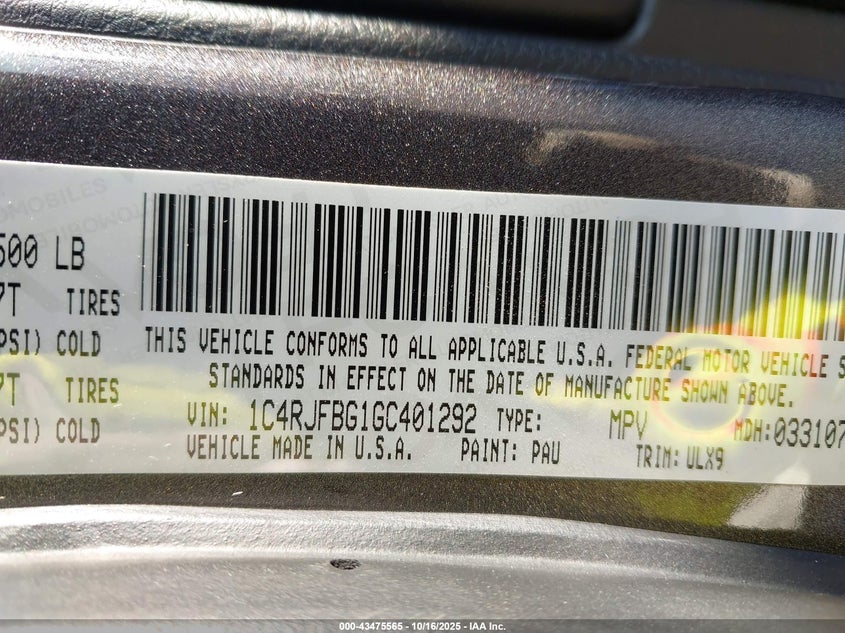 500 LB
7T TIRES
PSI) COLD
7T TIRES
PSI) COLD
THIS VEHICLE CONFORMS TO ALL APPLICABLE U.S.A. FEDERAL MOTOR VEHICLE S
STANDARDS IN EFFECT ON THE DATE OF MANUFACTURE SHOWN ABOVE.
VIN: 1C4RJFBG1GC401292 TYPE: MPV MDH:033107
VEHICLE MADE IN U.S.A. PAINT: PAU TRIM: ULX9
000-43475565 | 10/16/2025 - IAA Inc.